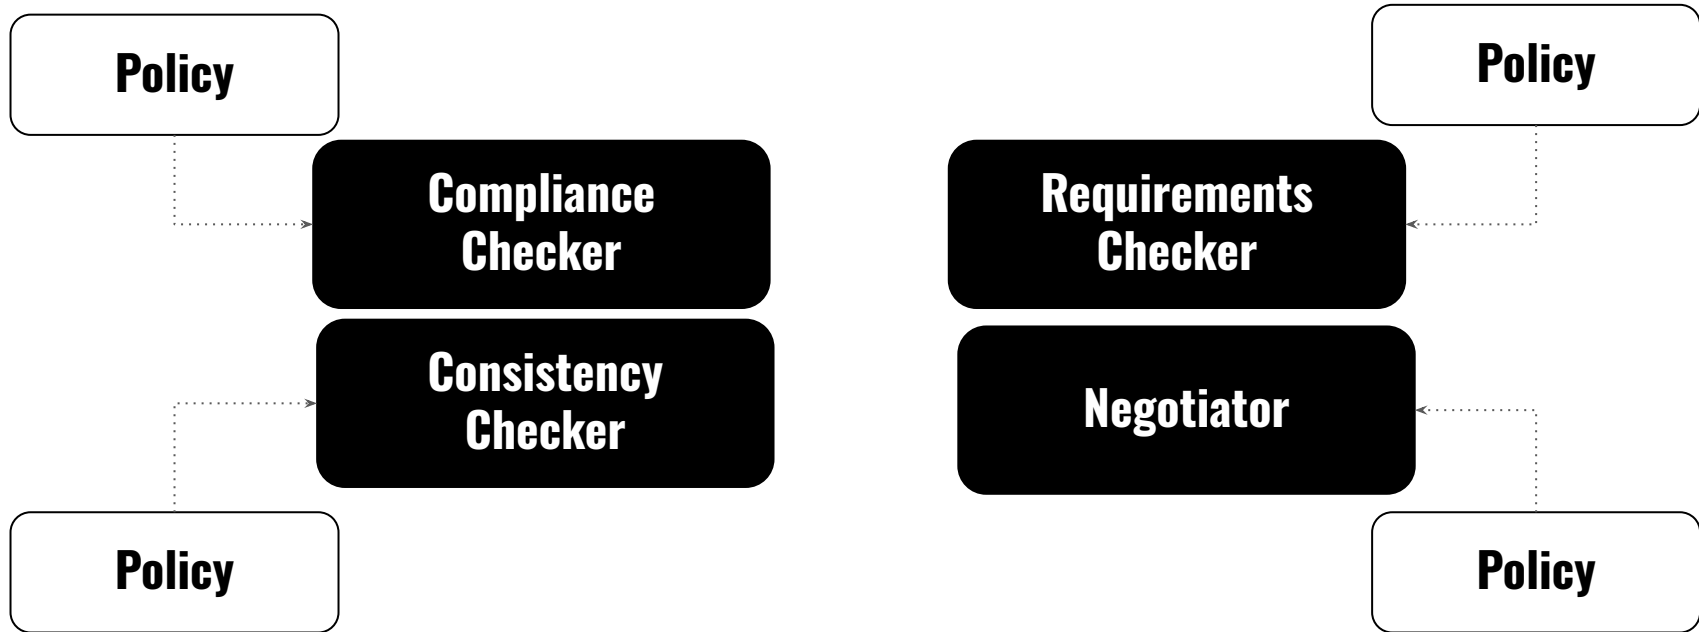 Policy
Policy
Compliance
Checker
Requirements
Checker
Consistency
Checker
Negotiator
Policy
Policy